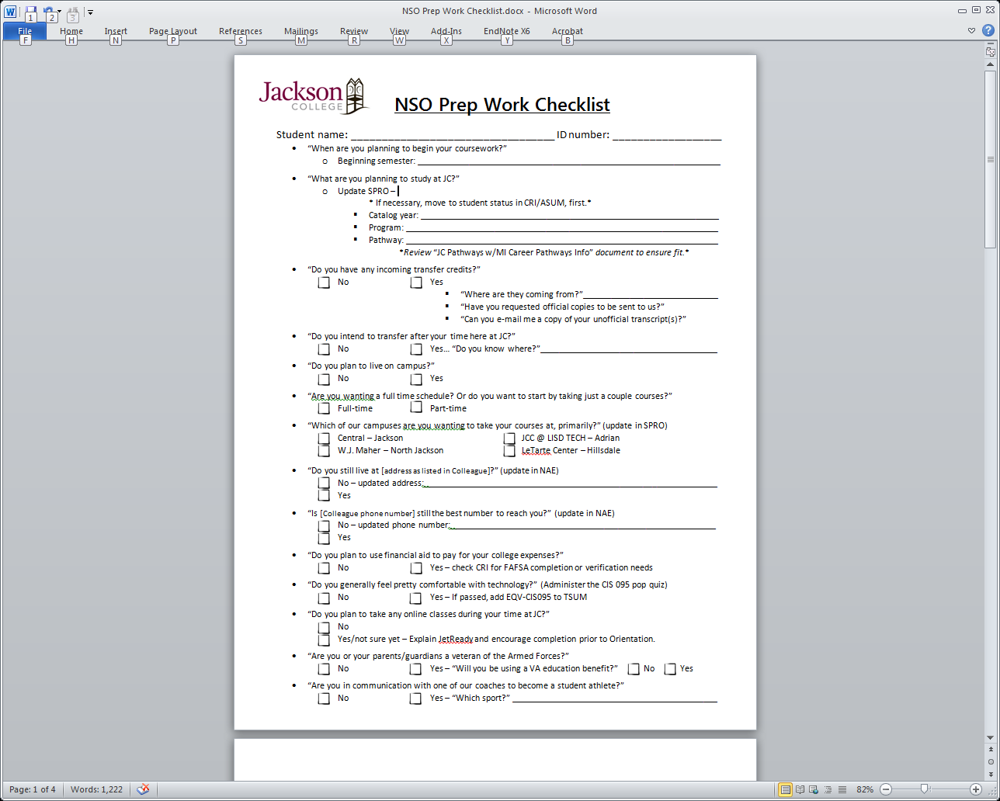 NSO Prep Work Checklist.docx - Microsoft Word
1 2 3
File Home Insert Page Layout References Mailings Review View Add-Ins EndNote X6 Acrobat
F H N P S M R W X Y B
Jackson
COLLEGE
NSO Prep Work Checklist
Student name: _________________________________ ID number: __________________
• “When are you planning to begin your coursework?”
o Beginning semester: ____________________
• “What are you planning to study at JC?”
o Update SPRO –
* If necessary, move to student status in CRI/ASUM, first.*
▪ Catalog year: ____________________
▪ Program: ____________________
▪ Pathway: ____________________
*Review “JC Pathways w/MI Career Pathways Info” document to ensure fit.*
• “Do you have any incoming transfer credits?”
No Yes
▪ “Where are they coming from?”____________________
▪ “Have you requested official copies to be sent to us?”
▪ “Can you e-mail me a copy of your unofficial transcript(s)?”
• “Do you intend to transfer after your time here at JC?”
No Yes… “Do you know where?”____________________
• “Do you plan to live on campus?”
No Yes
• “Are you wanting a full time schedule? Or do you want to start by taking just a couple courses?”
Full-time Part-time
• “Which of our campuses are you wanting to take your courses at, primarily?” (update in SPRO)
Central – Jackson JCC @ LISD TECH – Adrian
W.J. Maher – North Jackson LeTarte Center – Hillsdale
• “Do you still live at [address as listed in Colleague]?” (update in NAE)
No – updated address:____________________
Yes
• “Is [Colleague phone number] still the best number to reach you?” (update in NAE)
No – updated phone number:____________________
Yes
• “Do you plan to use financial aid to pay for your college expenses?”
No Yes – check CRI for FAFSA completion or verification needs
• “Do you generally feel pretty comfortable with technology?” (Administer the CIS 095 pop quiz)
No Yes – If passed, add EQV-CIS095 to TSUM
• “Do you plan to take any online classes during your time at JC?”
No
Yes/not sure yet – Explain JetReady and encourage completion prior to Orientation.
• “Are you or your parents/guardians a veteran of the Armed Forces?”
No Yes – “Will you be using a VA education benefit?” No Yes
• “Are you in communication with one of our coaches to become a student athlete?”
No Yes – “Which sport?” ____________________
Page: 1 of 4 Words: 1,222 82%